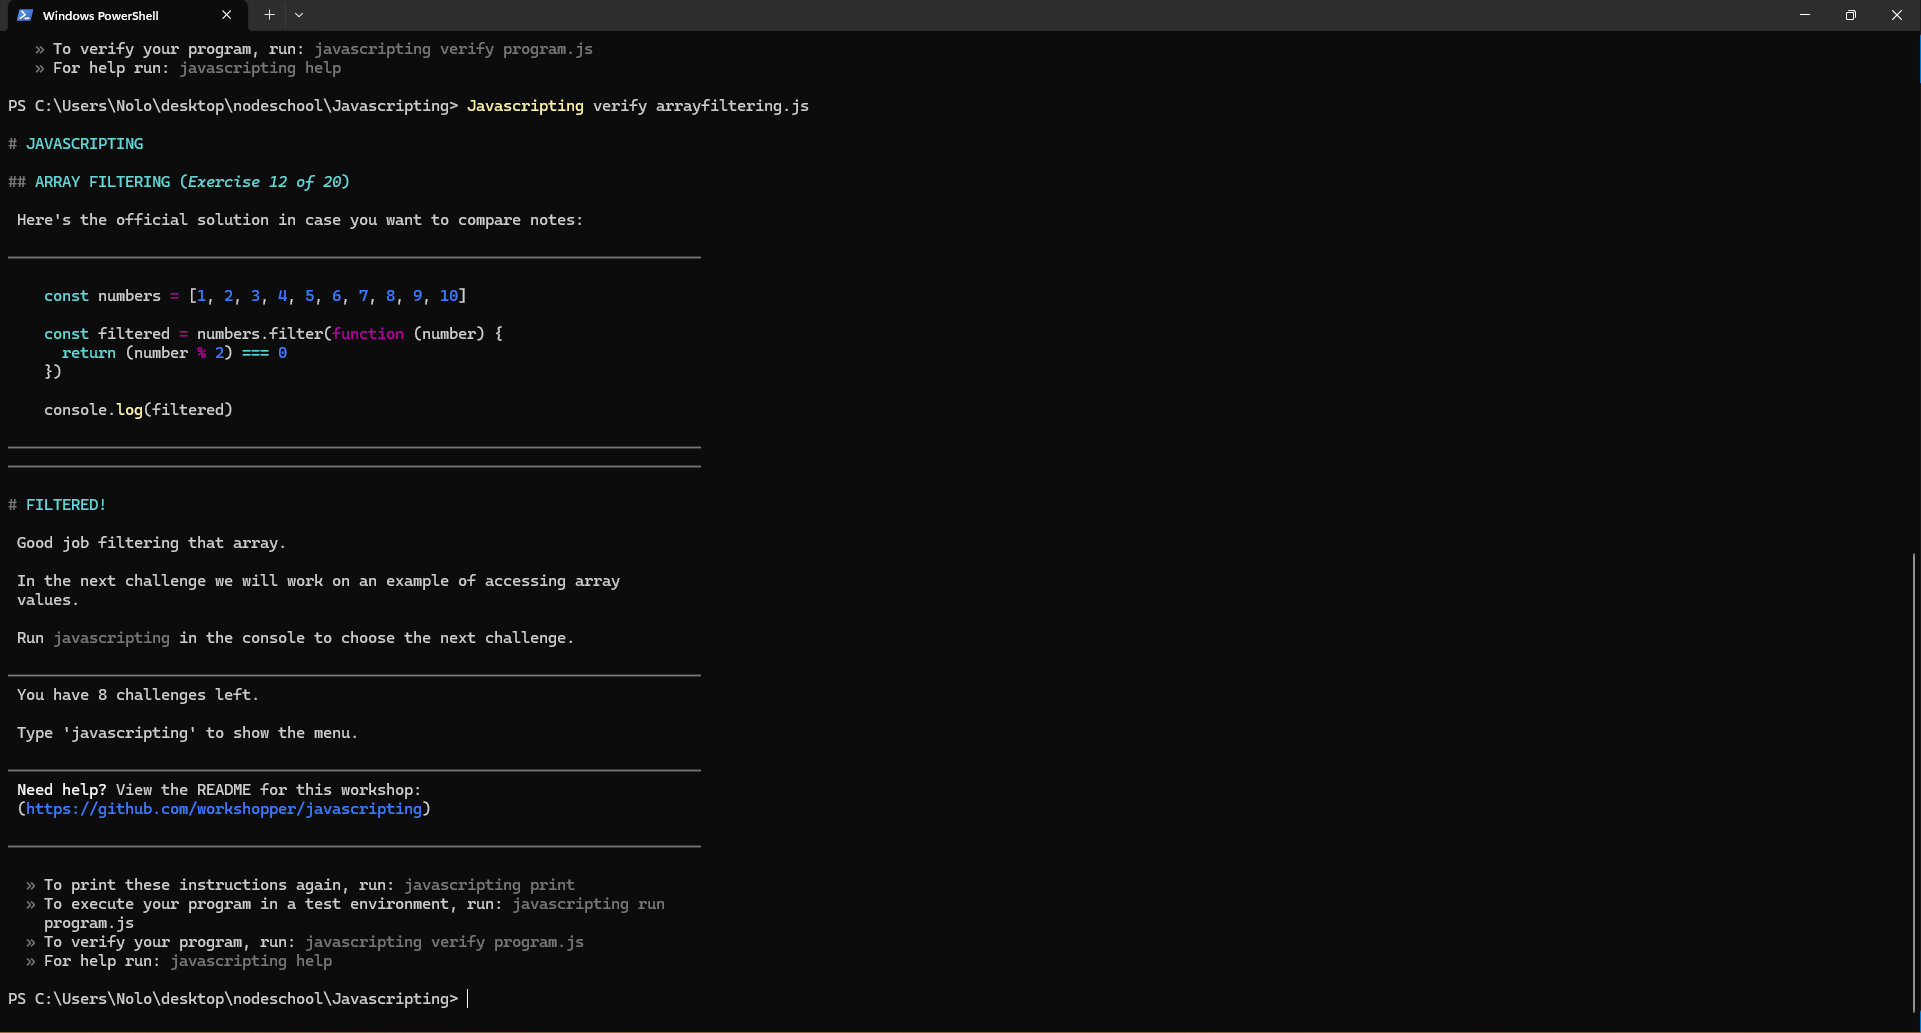 Windows PowerShell
» To verify your program, run: javascripting verify program.js
» For help run: javascripting help
PS C:\Users\Nolo\desktop\nodeschool\Javascripting> Javascripting verify arrayfiltering.js
# JAVASCRIPTING
## ARRAY FILTERING (Exercise 12 of 20)
Here's the official solution in case you want to compare notes:
const numbers = [1, 2, 3, 4, 5, 6, 7, 8, 9, 10]
const filtered = numbers.filter(function (number) {
return (number % 2) === 0
})
console.log(filtered)
# FILTERED!
Good job filtering that array.
In the next challenge we will work on an example of accessing array
values.
Run javascripting in the console to choose the next challenge.
You have 8 challenges left.
Type 'javascripting' to show the menu.
Need help? View the README for this workshop:
(https://github.com/workshopper/javascripting)
» To print these instructions again, run: javascripting print
» To execute your program in a test environment, run: javascripting run
program.js
» To verify your program, run: javascripting verify program.js
» For help run: javascripting help
PS C:\Users\Nolo\desktop\nodeschool\Javascripting>